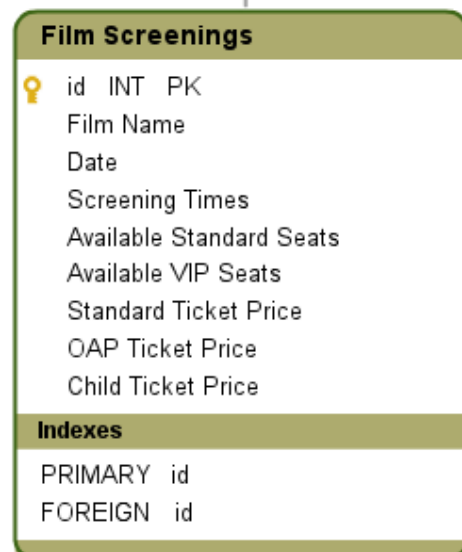 Film Screenings
id INT PK
Film Name
Date
Screening Times
Available Standard Seats
Available VIP Seats
Standard Ticket Price
OAP Ticket Price
Child Ticket Price
Indexes
PRIMARY id
FOREIGN id